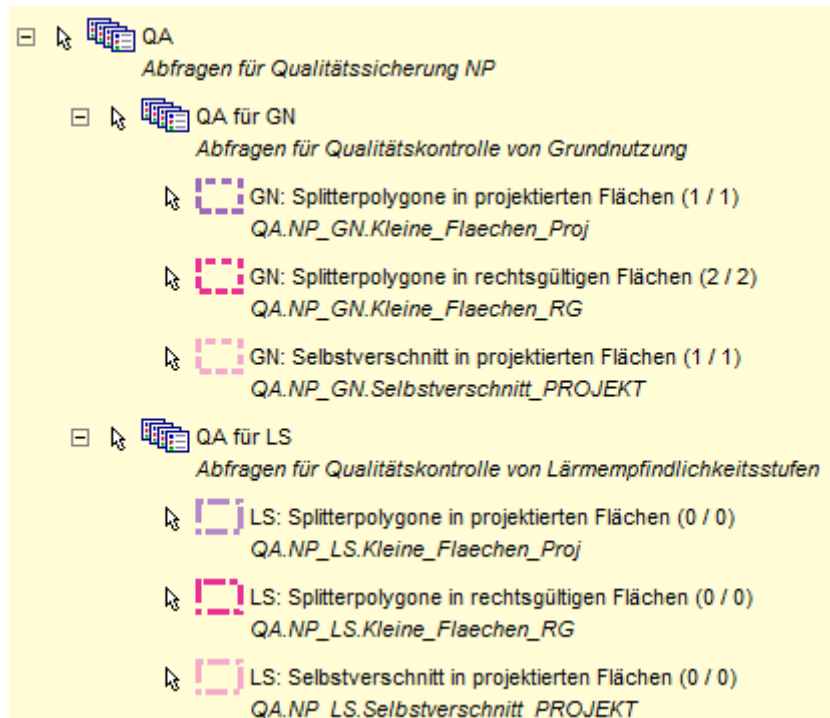 QA
Abfragen für Qualitätssicherung NP
QA für GN
Abfragen für Qualitätskontrolle von Grundnutzung
GN: Splitterpolygone in projektierten Flächen (1 / 1)
QA.NP_GN.Kleine_Flaechen_Proj
GN: Splitterpolygone in rechtsgültigen Flächen (2 / 2)
QA.NP_GN.Kleine_Flaechen_RG
GN: Selbstverschnitt in projektierten Flächen (1 / 1)
QA.NP_GN.Selbstverschnitt_PROJEKT
QA für LS
Abfragen für Qualitätskontrolle von Lärmempfindlichkeitsstufen
LS: Splitterpolygone in projektierten Flächen (0 / 0)
QA.NP_LS.Kleine_Flaechen_Proj
LS: Splitterpolygone in rechtsgültigen Flächen (0 / 0)
QA.NP_LS.Kleine_Flaechen_RG
LS: Selbstverschnitt in projektierten Flächen (0 / 0)
QA.NP_LS.Selbstverschnitt_PROJEKT